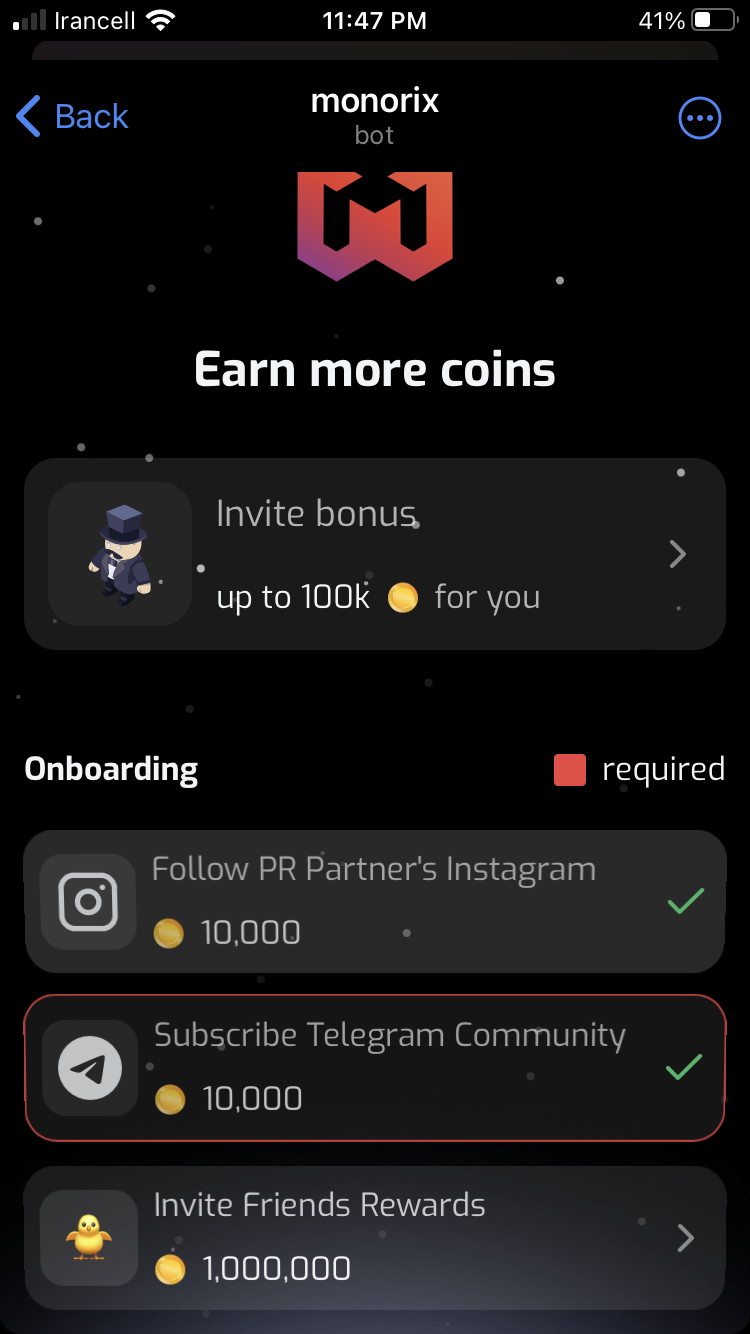 Irancell
11:47 PM
41%
Back
monorix
bot
Earn more coins
Invite bonus
up to 100k for you
Onboarding
required
Follow PR Partner's Instagram
10,000
Subscribe Telegram Community
10,000
Invite Friends Rewards
1,000,000